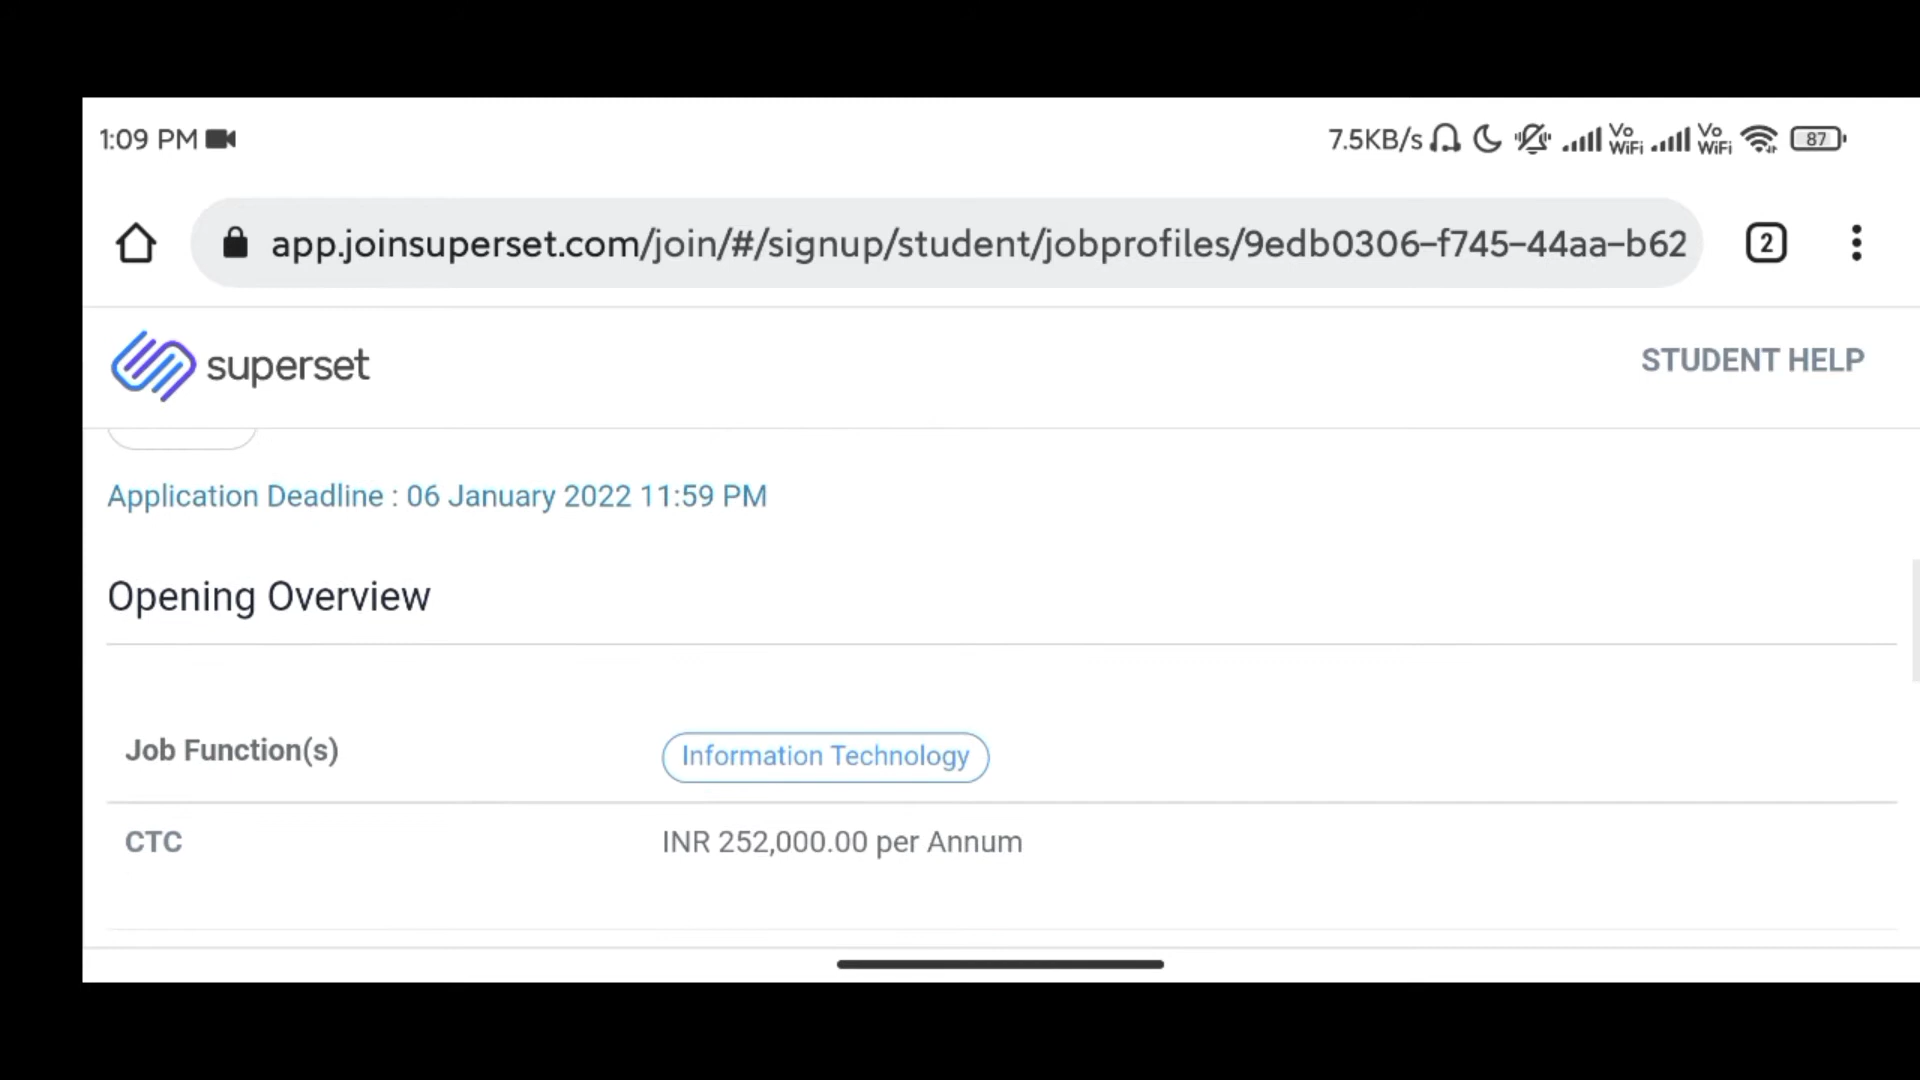 1:09 PM
7.5KB/s Vo WiFi Vo WiFi 87
app.joinsuperset.com/join/#/signup/student/jobprofiles/9edb0306-f745-44aa-b62
2
superset
STUDENT HELP
Application Deadline : 06 January 2022 11:59 PM
Opening Overview
Job Function(s)
Information Technology
CTC
INR 252,000.00 per Annum